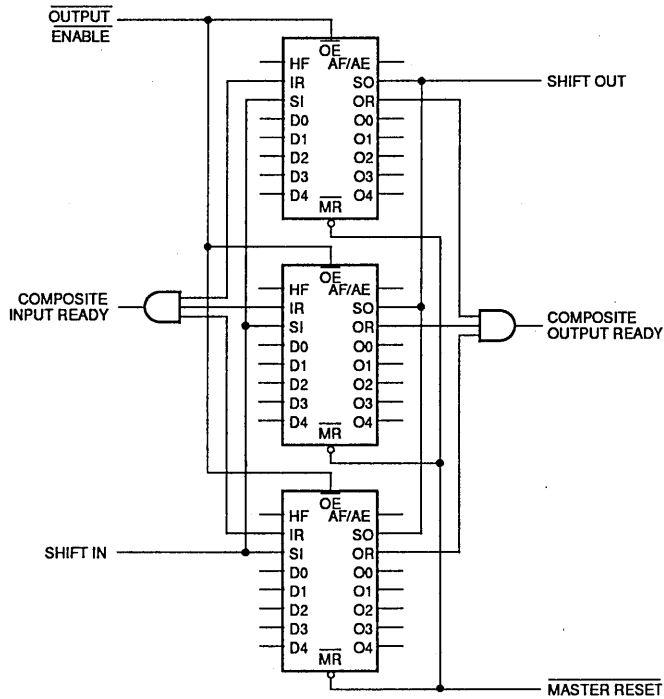 OUTPUT
ENABLE
OE
HF AF/AE
IR SO
SHIFT OUT
SI OR
D0 O0
D1 O1
D2 O2
D3 O3
D4 O4
MR
OE
HF AF/AE
COMPOSITE
INPUT READY
IR SO
SI OR
COMPOSITE
OUTPUT READY
D0 O0
D1 O1
D2 O2
D3 O3
D4 O4
MR
OE
HF AF/AE
IR SO
SHIFT IN
SI OR
D0 O0
D1 O1
D2 O2
D3 O3
D4 O4
MR
MASTER RESET